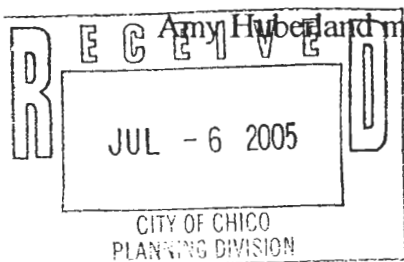 Amy Huberland m
RECEIVED
JUL - 6 2005
CITY OF CHICO
PLANNING DIVISION